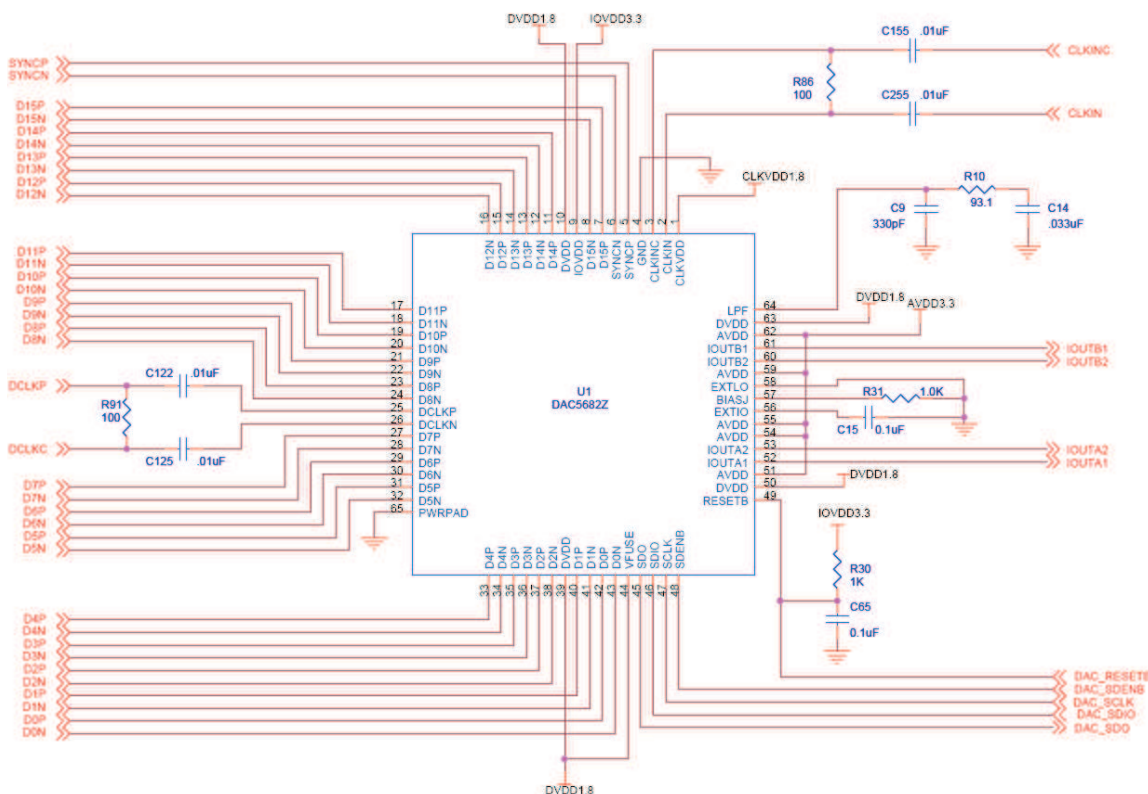 DVDD1.8 IOVDD3.3
C155 .01uF
CLKINC
SYNCP
SYNCN
R86
100
C255 .01uF
CLKIN
D15P
D15N
D14P
D14N
D13P
D13N
D12P
D12N
CLKVDD1.8
R10
93.1
C9
330pF
C14
.033uF
16 15 14 13 12 11 10 9 8 7 6 5 4 3 2 1
D12N D12P D13N D13P D14N D14P DVDD IOVDD D15N D15P SYNCN SYNCP GND CLKINC CLKIN CLKVDD
D11P
D11N
D10P
D10N
D9P
D9N
D8P
D8N
DCLKP
C122 .01uF
R91
100
DCLKC
C125 .01uF
D7P
D7N
D6P
D6N
D5P
D5N
17 D11P
18 D11N
19 D10P
20 D10N
21 D9P
22 D9N
23 D8P
24 D8N
25 DCLKP
26 DCLKN
27 D7P
28 D7N
29 D6P
30 D6N
31 D5P
32 D5N
65 PWRPAD
U1
DAC5682Z
LPF 64
DVDD 63
AVDD 62
IOUTB1 61
IOUTB2 60
AVDD 59
EXTLO 58
BIASJ 57
EXTIO 56
AVDD 55
AVDD 54
IOUTA2 53
IOUTA1 52
AVDD 51
DVDD 50
RESETB 49
DVDD1.8
AVDD3.3
IOUTB1
IOUTB2
R31 1.0K
C15 0.1uF
IOUTA2
IOUTA1
DVDD1.8
IOVDD3.3
R30
1K
C65
0.1uF
D4P D4N D3P D3N D2P D2N DVDD D1P D1N D0P D0N VFUSE SDO SDIO SCLK SDENB
33 34 35 36 37 38 39 40 41 42 43 44 45 46 47 48
D4P
D4N
D3P
D3N
D2P
D2N
D1P
D1N
D0P
D0N
DAC_RESETB
DAC_SDENB
DAC_SCLK
DAC_SDIO
DAC_SDO
DVDD1.8